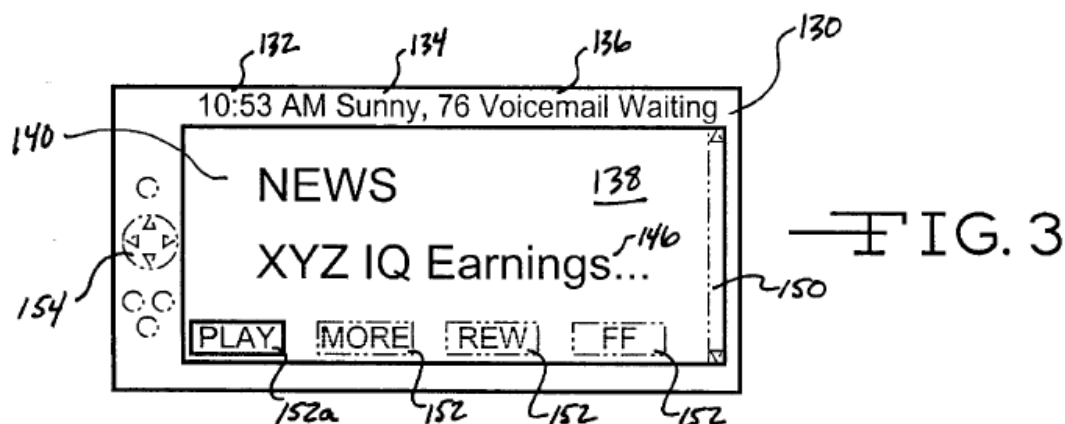 132 134 136 130
10:53 AM Sunny, 76 Voicemail Waiting
140 NEWS 138
XYZ IQ Earnings... 146
FIG. 3
154 150
PLAY MORE REW FF
152a 152 152 152